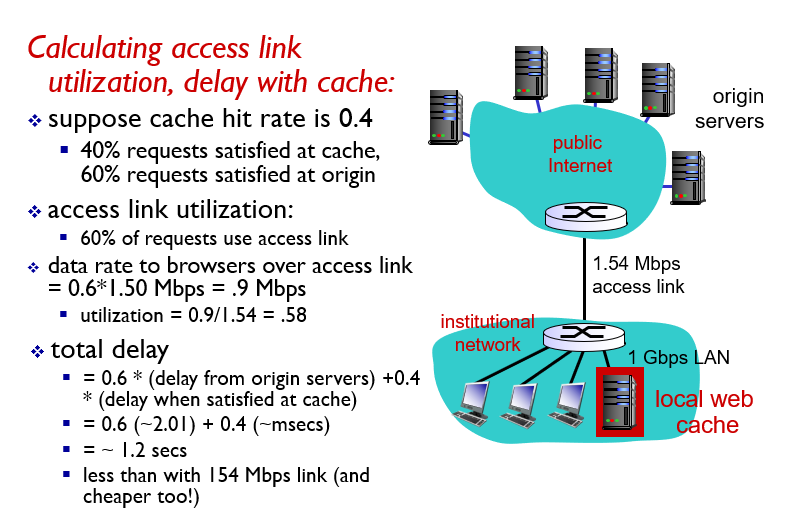 Calculating access link
utilization, delay with cache:
❖ suppose cache hit rate is 0.4
▪ 40% requests satisfied at cache,
60% requests satisfied at origin
❖ access link utilization:
▪ 60% of requests use access link
❖ data rate to browsers over access link
= 0.6*1.50 Mbps = .9 Mbps
▪ utilization = 0.9/1.54 = .58
❖ total delay
▪ = 0.6 * (delay from origin servers) +0.4
* (delay when satisfied at cache)
▪ = 0.6 (~2.01) + 0.4 (~msecs)
▪ = ~ 1.2 secs
▪ less than with 154 Mbps link (and
cheaper too!)
origin
servers
public
Internet
1.54 Mbps
access link
institutional
network
1 Gbps LAN
local web
cache